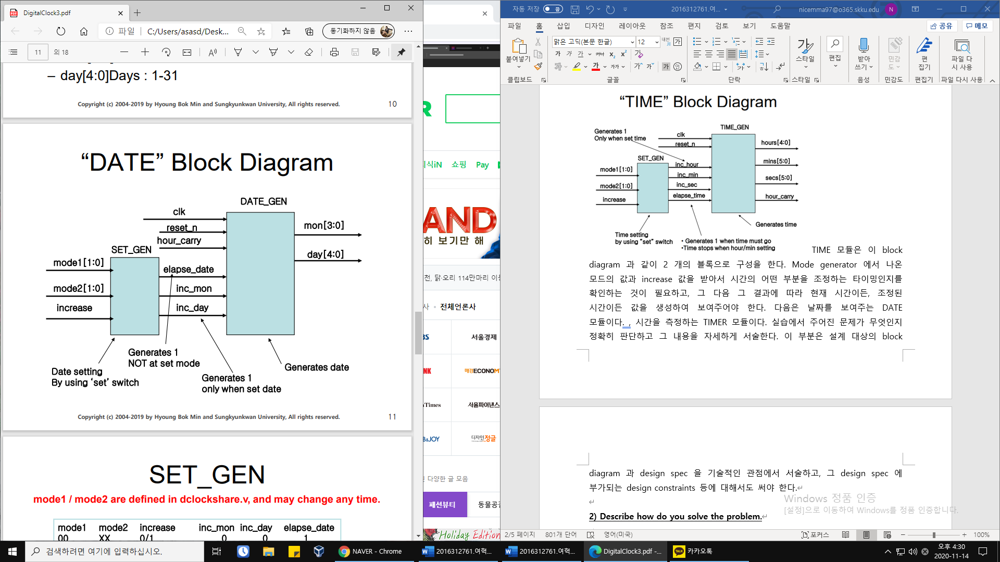 DigitalClock3.pdf
파일
C:/Users/asasd/Desk...
동기화하지 않음
11
의 18
– day[4:0]Days : 1-31
Copyright (c) 2004-2019 by Hyoung Bok Min and Sungkyunkwan University, All rights reserved.
10
“DATE” Block Diagram
DATE_GEN
clk
reset_n
hour_carry
mon[3:0]
day[4:0]
SET_GEN
mode1[1:0]
mode2[1:0]
increase
elapse_date
inc_mon
inc_day
Generates 1
NOT at set mode
Date setting
By using ‘set’ switch
Generates 1
only when set date
Generates date
Copyright (c) 2004-2019 by Hyoung Bok Min and Sungkyunkwan University, All rights reserved.
11
SET_GEN
mode1 / mode2 are defined in dclockshare.v, and may change any time.
mode1 mode2 increase inc_mon inc_day elapse_date
00 XX 0/1 0 0 1
R
식iN
쇼핑
Pay
AND
히 보기만 해
천, 닭·오리 114만마리 이동
사
전체언론사
BS
서울경제
NK
매경ECONOMY
Times
서울파이낸스
B&JOY
디자인정글
다양한 글 모음
패션뷰티
동물공감
Holiday Edition
자동 저장
끔
2016312761.여...
nicemma97@o365.skku.edu
N
파일
홈
삽입
디자인
레이아웃
참조
편지
검토
보기
도움말
공유
메모
붙여넣기
맑은 고딕(본문 한글)
12
스타일
편집
받아
쓰기
민감
도
편
집기
파일 다
시 사용
클립보드
글꼴
단락
스타일
음성
민감도
편집기
파일 다시 사용
“TIME” Block Diagram
TIME_GEN
Generates 1
Only when set time
clk
reset_n
SET_GEN
mode1[1:0]
mode2[1:0]
increase
inc_hour
inc_min
inc_sec
elapse_time
hours[4:0]
mins[5:0]
secs[5:0]
hour_carry
Generates time
Time setting
by using “set” switch
• Generates 1 when time must go
•Time stops when hour/min setting
TIME 모듈은 이 block
diagram 과 같이 2 개의 블록으로 구성을 한다. Mode generator 에서 나온
모드의 값과 increase 값을 받아서 시간의 어떤 부분을 조정하는 타이밍인지를
확인하는 것이 필요하고, 그 다음 그 결과에 따라 현재 시간이든, 조정된
시간이든 값을 생성하여 보여주어야 한다. 다음은 날짜를 보여주는 DATE
모듈이다. , 시간을 측정하는 TIMER 모듈이다. 실습에서 주어진 문제가 무엇인지
정확히 판단하고 그 내용을 자세하게 서술한다. 이 부분은 설계 대상의 block
diagram 과 design spec 을 기술적인 관점에서 서술하고, 그 design spec 에
부가되는 design constraints 등에 대해서도 써야 한다.
2) Describe how do you solve the problem.
Windows 정품 인증
[설정]으로 이동하여 Windows를 정품 인증합니다.
2/5 페이지
801개 단어
영어(미국)
포커스
100%
검색하려면 여기에 입력하십시오.
NAVER - Chrome
2016312761.여혁...
2016312761.여혁...
DigitalClock3.pdf -...
카카오톡
오후 4:30
2020-11-14